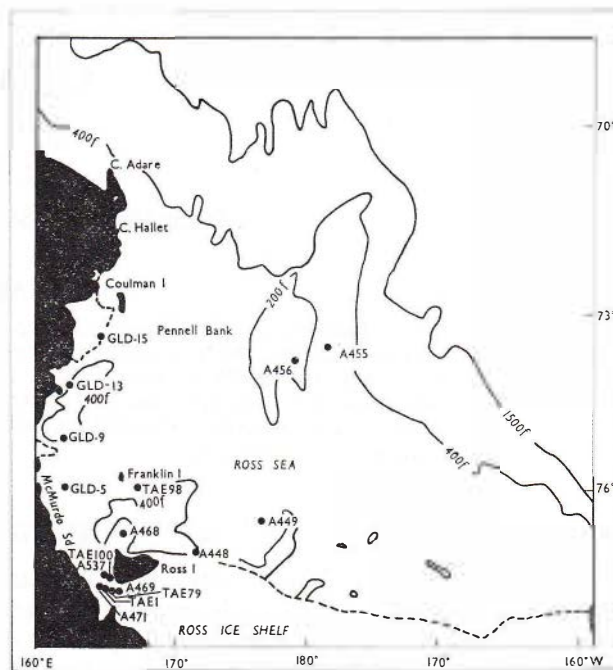 70°
400f
C. Adare
C. Hallet
Coulman I
200f
Pennell Bank
73°
GLD-15
A455
A456
GLD-13
400f
1500f
GLD-9
400f
ROSS SEA
Franklin I
76°
GLD-5
TAE98
400f
McMurdo Sd
A449
A468
TAE100
A448
A537
Ross I
A469
TAE79
TAE1
A471
ROSS ICE SHELF
160°E
170°
180°
170°
160°W